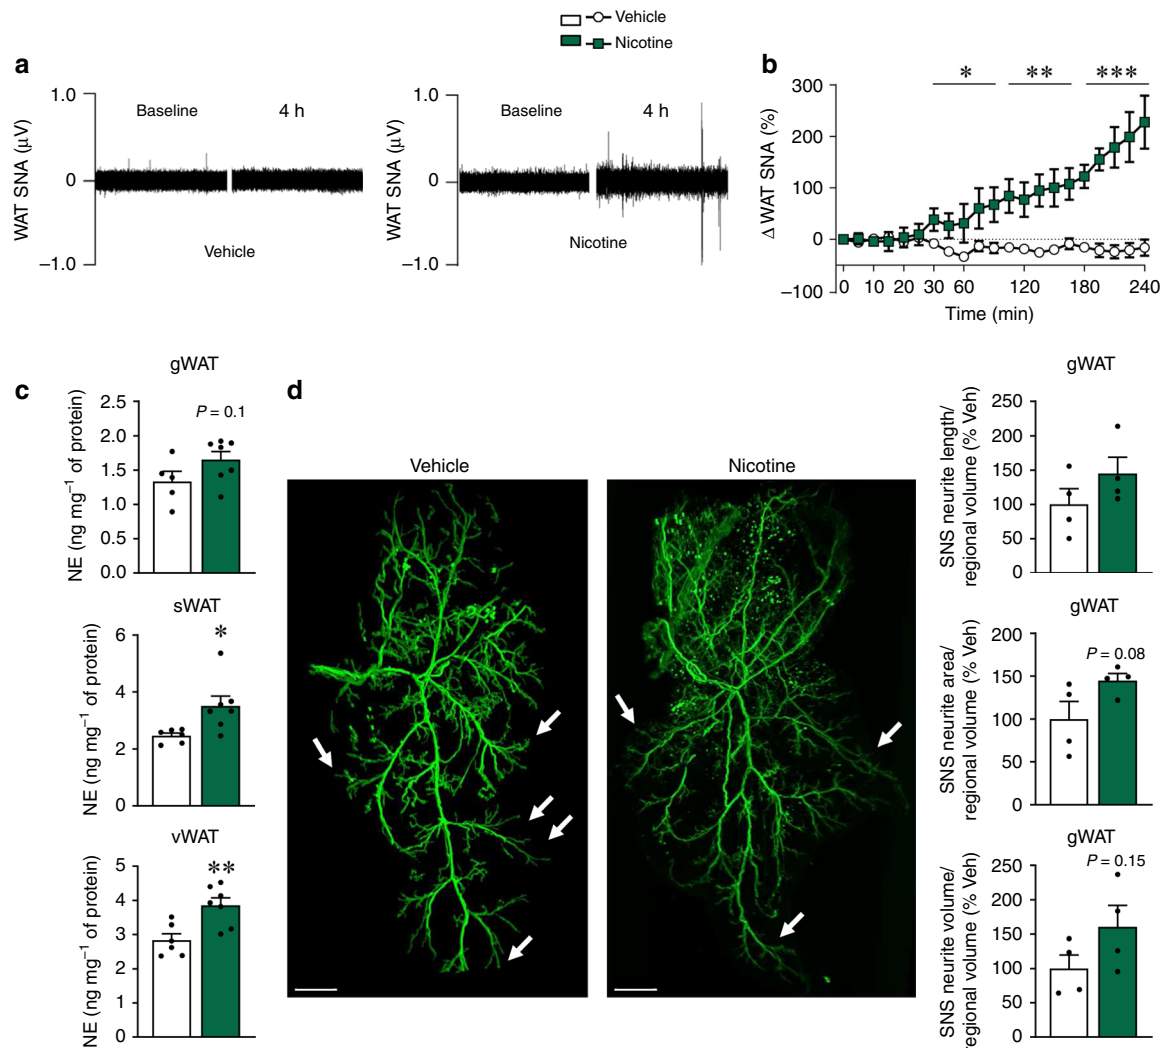 Vehicle
Nicotine
a
WAT SNA (μV)
1.0
0
–1.0
Baseline
4 h
Vehicle
WAT SNA (μV)
1.0
0
–1.0
Baseline
4 h
Nicotine
b
Δ WAT SNA (%)
300
200
100
0
–100
* ** ***
0 10 20 30 60 120 180 240
Time (min)
c
gWAT
NE (ng mg⁻¹ of protein)
2.5
2.0
1.5
1.0
0.5
0.0
P = 0.1
sWAT
NE (ng mg⁻¹ of protein)
6
4
2
0
*
vWAT
NE (ng mg⁻¹ of protein)
5
4
3
2
1
0
**
d
Vehicle
Nicotine
gWAT
SNS neurite length/
regional volume (% Veh)
250
200
150
100
50
0
gWAT
SNS neurite area/
regional volume (% Veh)
200
150
100
50
0
P = 0.08
gWAT
SNS neurite volume/
regional volume (% Veh)
250
200
150
100
50
0
P = 0.15